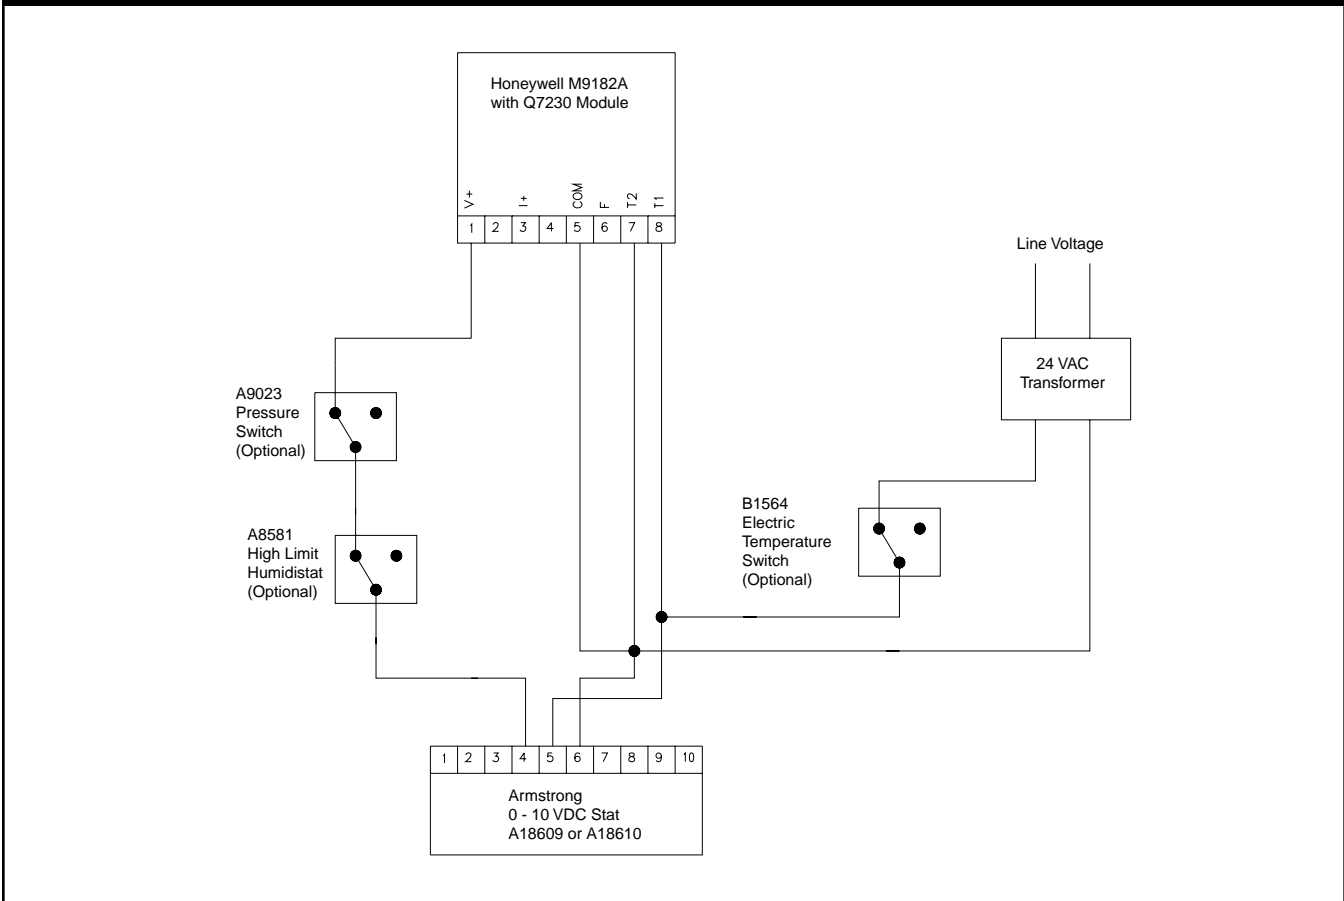 Honeywell M9182A
with Q7230 Module
V+
I+
COM
F
T2
T1
1 2 3 4 5 6 7 8
Line Voltage
24 VAC
Transformer
A9023
Pressure
Switch
(Optional)
B1564
Electric
Temperature
Switch
(Optional)
A8581
High Limit
Humidistat
(Optional)
1 2 3 4 5 6 7 8 9 10
Armstrong
0 - 10 VDC Stat
A18609 or A18610